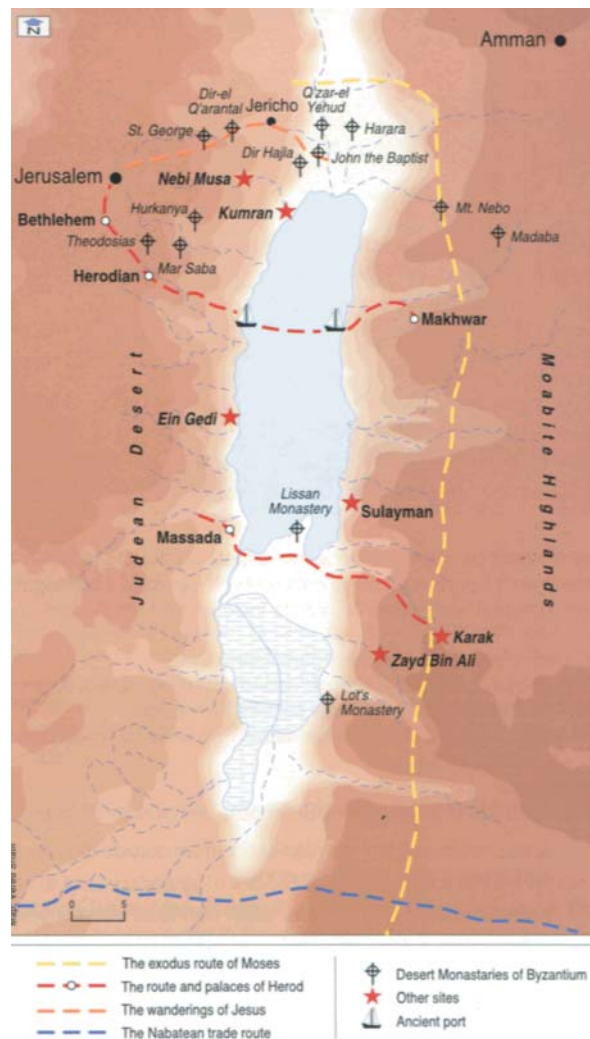 N
Amman
Dir-el
Q'arantal
Jericho
Q'zar-el
Yehud
St. George
Harara
Dir Hajla
John the Baptist
Jerusalem
Nebi Musa
Bethlehem
Hurkanya
Kumran
Mt. Nebo
Theodosias
Madaba
Mar Saba
Herodian
Makhwar
Judean Desert
Moabite Highlands
Ein Gedi
Lissan
Monastery
Sulayman
Massada
Karak
Zayd Bin Ali
Lot's
Monastery
0 5
The exodus route of Moses
The route and palaces of Herod
The wanderings of Jesus
The Nabatean trade route
Desert Monastaries of Byzantium
Other sites
Ancient port